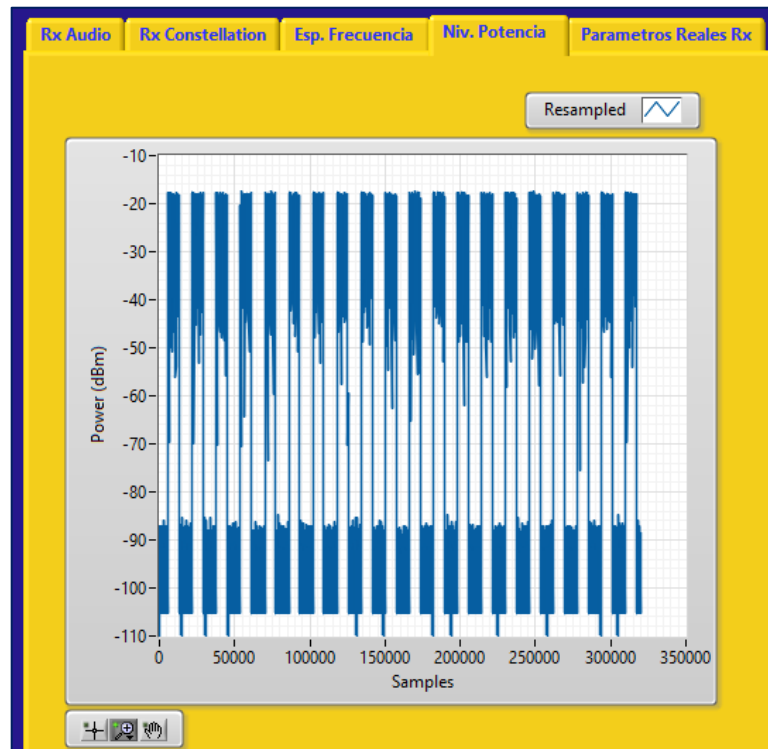 Rx Audio Rx Constellation Esp. Frecuencia Niv. Potencia Parametros Reales Rx
Resampled
-10
-20
-30
-40
-50
-60
-70
-80
-90
-100
-110
Power (dBm)
0 50000 100000 150000 200000 250000 300000 350000
Samples